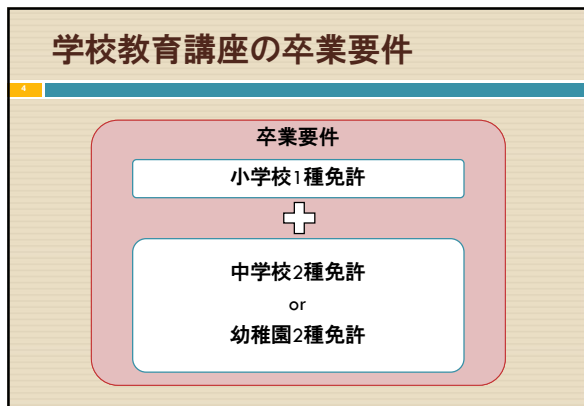 学校教育講座の卒業要件
4
卒業要件
小学校1種免許
中学校2種免許
or
幼稚園2種免許